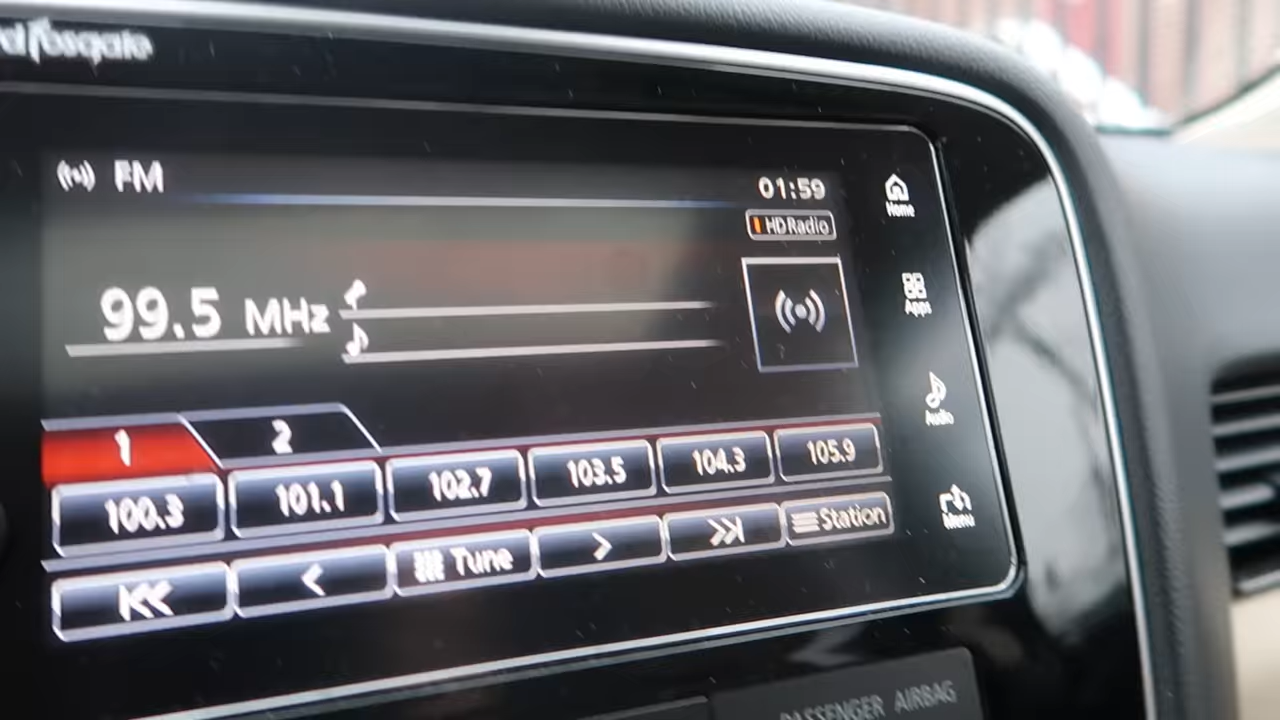 d fosgate
FM
01:59
HD Radio
Home
99.5 MHz
Apps
Audio
1 2
100.3 101.1 102.7 103.5 104.3 105.9
Tune Station
Menu
PASSENGER AIRBAG